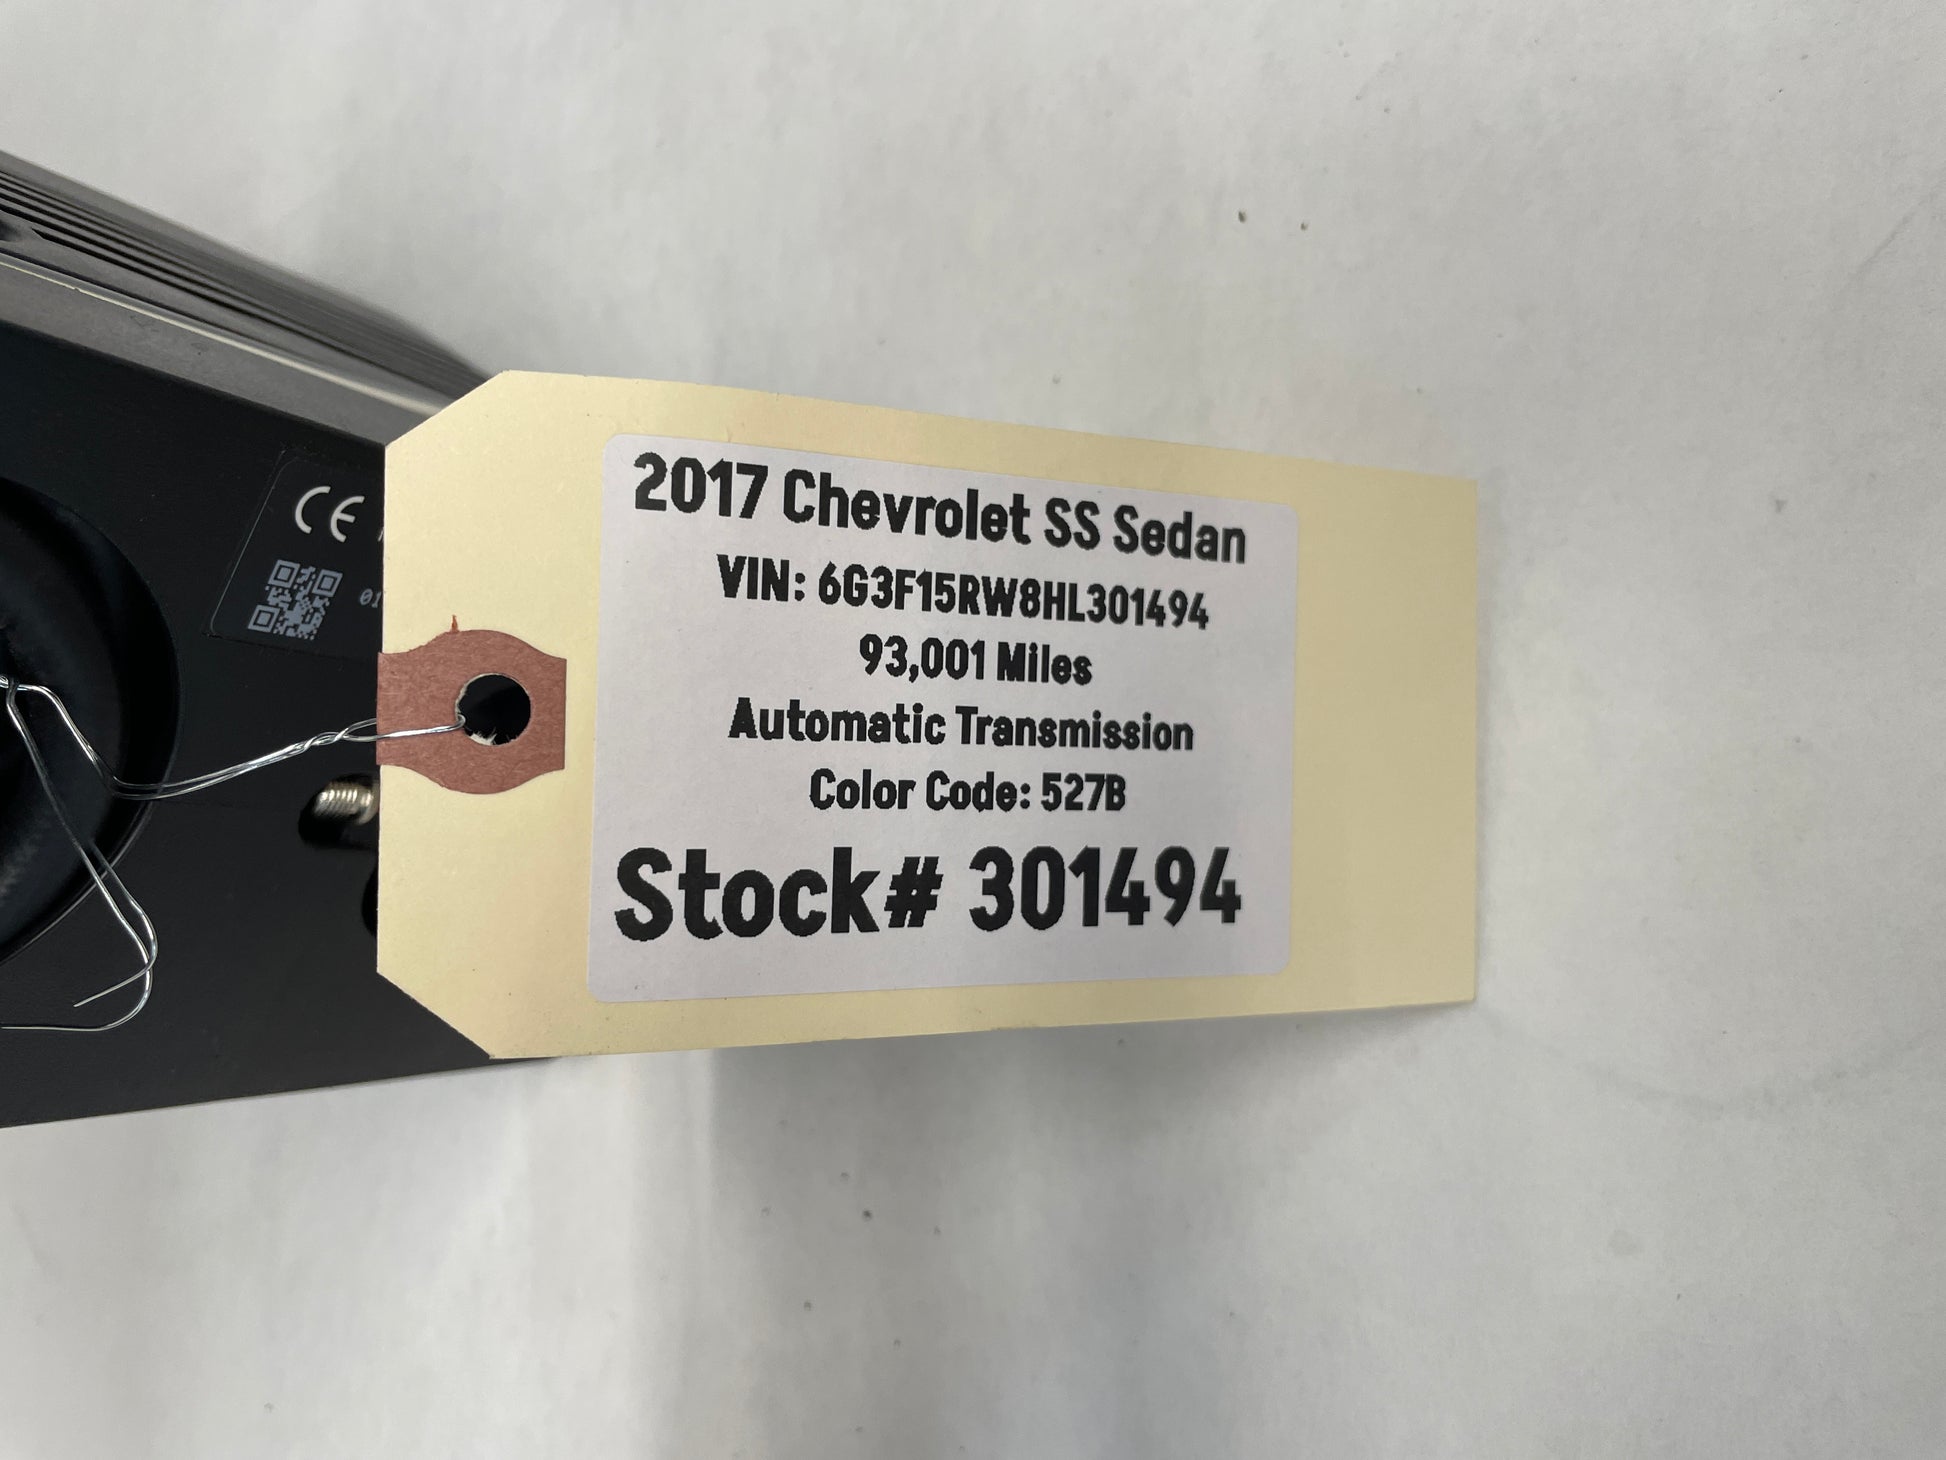 2017 Chevrolet SS Sedan
VIN: 6G3F15RW8HL301494
93,001 Miles
Automatic Transmission
Color Code: 527B
Stock# 301494
CE